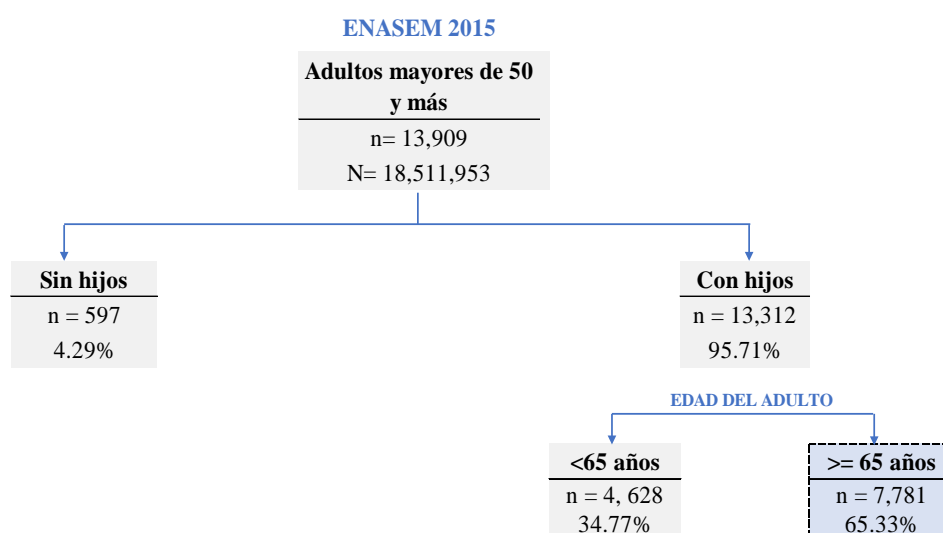 ENASEM 2015
Adultos mayores de 50
y más
n= 13,909
N= 18,511,953
Sin hijos
n = 597
4.29%
Con hijos
n = 13,312
95.71%
EDAD DEL ADULTO
<65 años
n = 4, 628
34.77%
>= 65 años
n = 7,781
65.33%